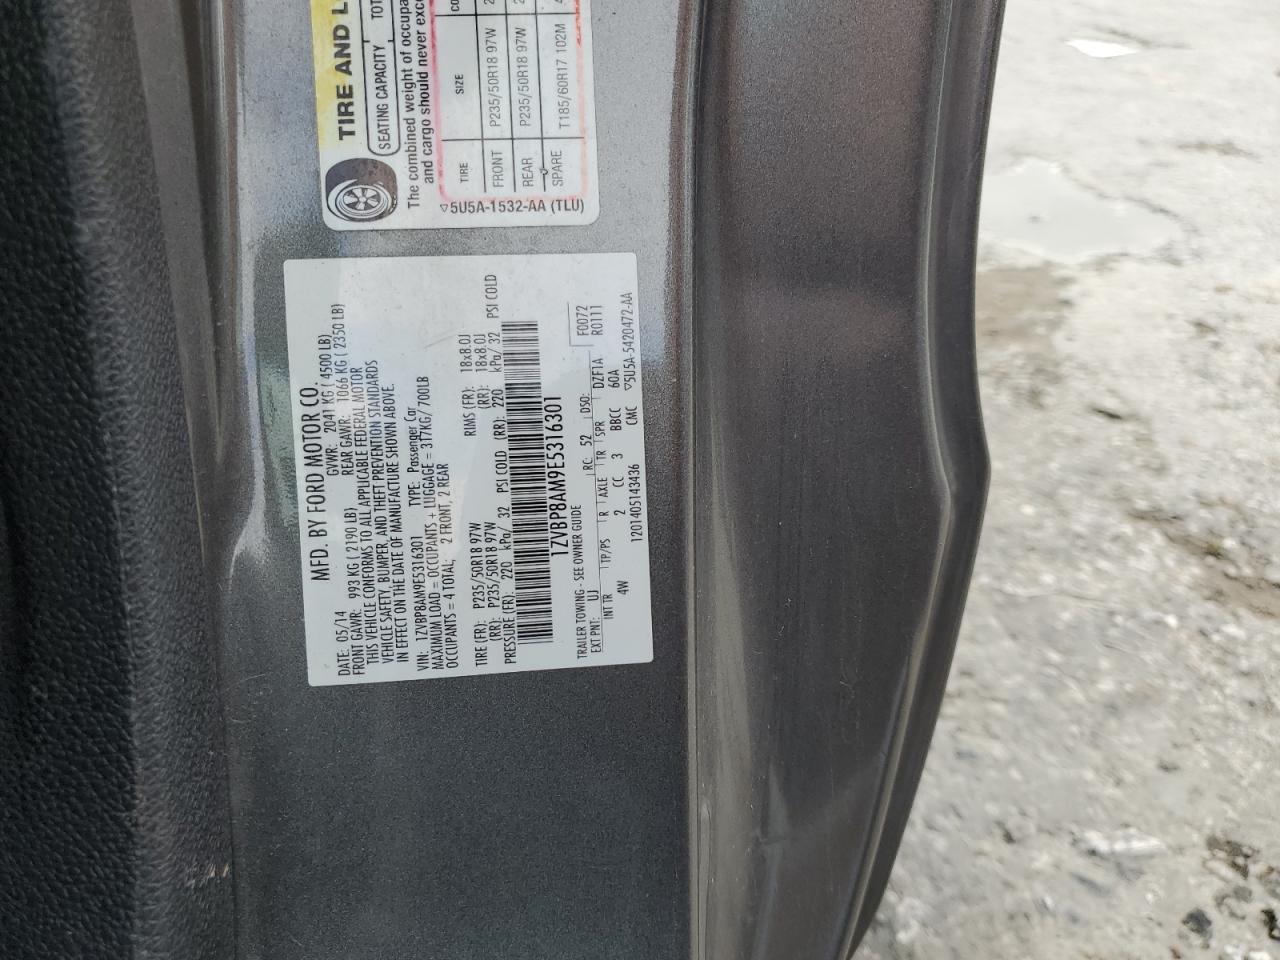 TIRE AND L
SEATING CAPACITY TOT
The combined weight of occupa
and cargo should never exce
TIRE SIZE CO
FRONT P235/50R18 97W 2
REAR P235/50R18 97W 2
SPARE T185/60R17 102M 4
▽5U5A-1532-AA (TLU)
MFD. BY FORD MOTOR CO.
DATE: 05/14 GVWR: 2041 KG ( 4500 LB)
FRONT GAWR: 993 KG ( 2190 LB) REAR GAWR: 1066 KG ( 2350 LB)
THIS VEHICLE CONFORMS TO ALL APPLICABLE FEDERAL MOTOR
VEHICLE SAFETY, BUMPER, AND THEFT PREVENTION STANDARDS
IN EFFECT ON THE DATE OF MANUFACTURE SHOWN ABOVE.
VIN: 1ZVBP8AM9E5316301 TYPE: Passenger Car
MAXIMUM LOAD = OCCUPANTS + LUGGAGE = 317KG/ 700LB
OCCUPANTS = 4 TOTAL; 2 FRONT, 2 REAR
TIRE (FR): P235/50R18 97W RIMS (FR): 18x8.0J
(RR): P235/50R18 97W (RR): 18x8.0J
PRESSURE (FR): 220 kPa/ 32 PSI COLD (RR): 220 kPa/ 32 PSI COLD
1ZVBP8AM9E5316301
TRAILER TOWING - SEE OWNER GUIDE F0072
EXT PNT: UJ RC: 52 DSO: R0111
INT TR TP/PS R AXLE TR SPR DZF1A
4W 2 CC 3 BBCC 60A
1201405143436 CMC ▽5U5A-5420472-AA